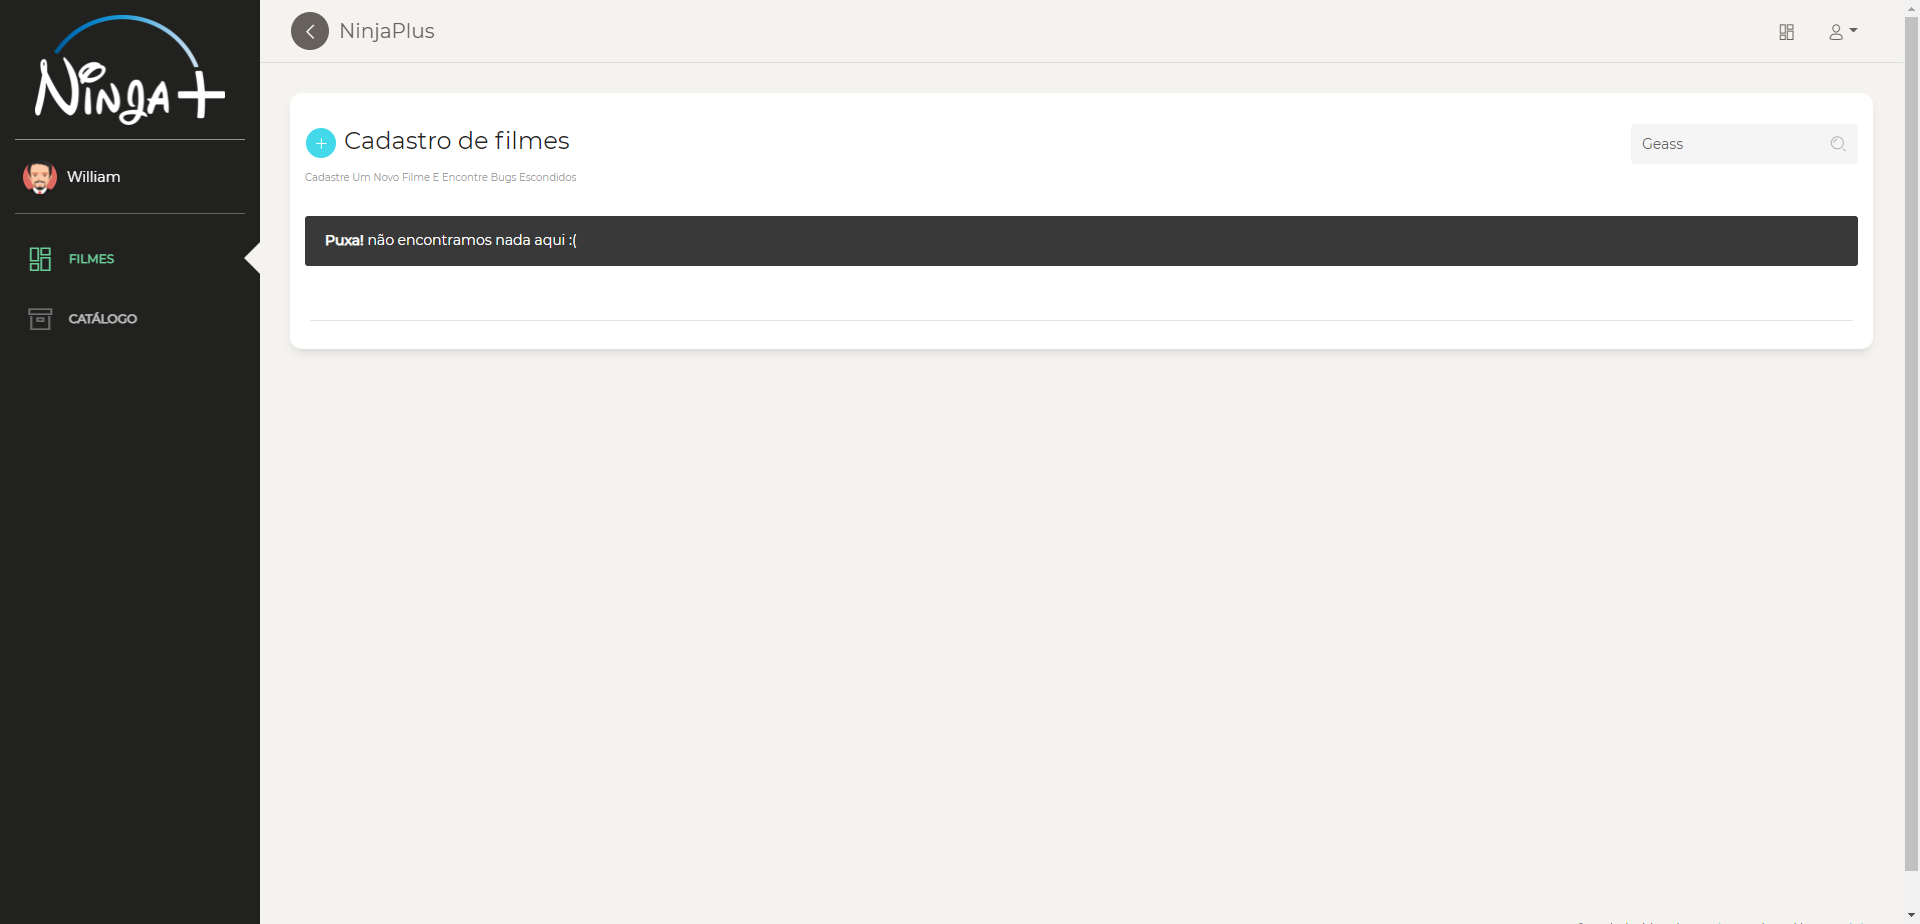 Ninja+
William
FILMES
CATÁLOGO
NinjaPlus
Cadastro de filmes
Geass
Cadastre Um Novo Filme E Encontre Bugs Escondidos
Puxa! não encontramos nada aqui :(